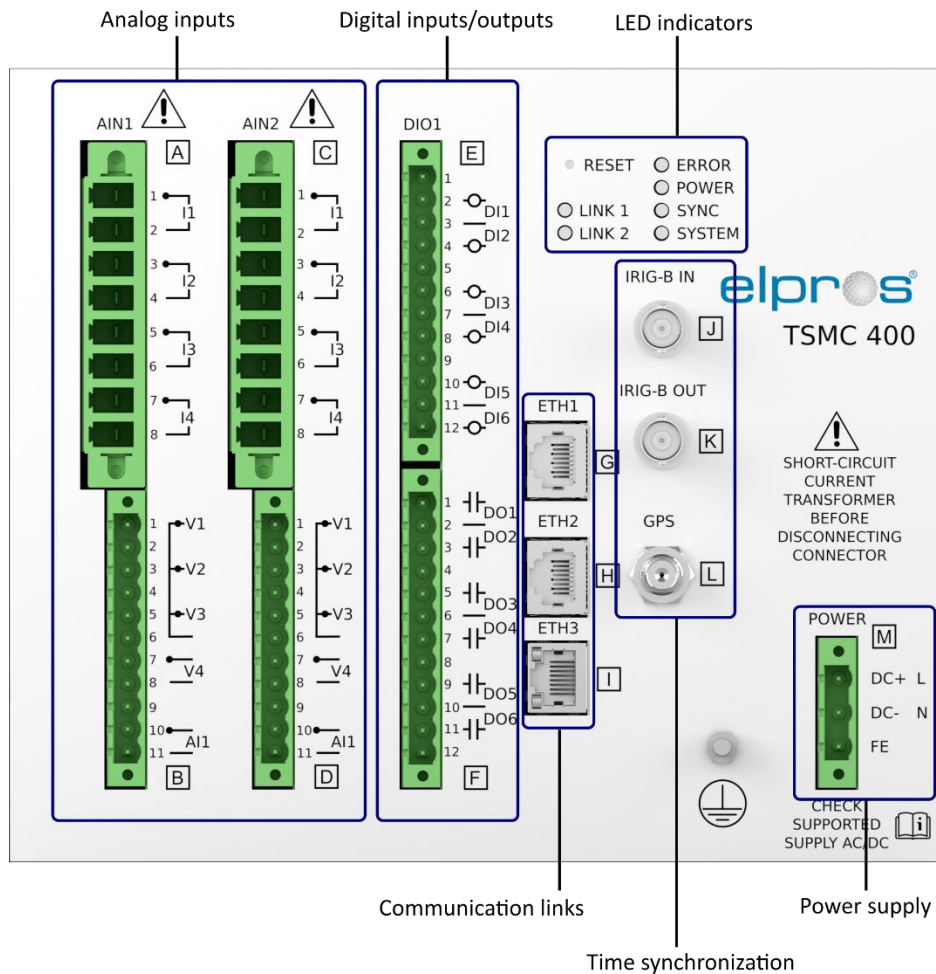 Analog inputs
Digital inputs/outputs
LED indicators
AIN1
A
1
2
3
4
5
6
7
8
I1
I2
I3
I4
1
2
3
4
5
6
7
8
9
10
11
V1
V2
V3
V4
AI1
B
AIN2
C
1
2
3
4
5
6
7
8
I1
I2
I3
I4
1
2
3
4
5
6
7
8
9
10
11
V1
V2
V3
V4
AI1
D
DIO1
E
1
2
3
4
5
6
7
8
9
10
11
12
DI1
DI2
DI3
DI4
DI5
DI6
1
2
3
4
5
6
7
8
9
10
11
12
DO1
DO2
DO3
DO4
DO5
DO6
F
RESET
ERROR
POWER
LINK 1
SYNC
LINK 2
SYSTEM
ETH1
G
ETH2
H
ETH3
I
IRIG-B IN
J
IRIG-B OUT
K
GPS
L
elpros®
TSMC 400
SHORT-CIRCUIT
CURRENT
TRANSFORMER
BEFORE
DISCONNECTING
CONNECTOR
POWER
M
DC+ L
DC- N
FE
CHECK
SUPPORTED
SUPPLY AC/DC
i
Communication links
Power supply
Time synchronization